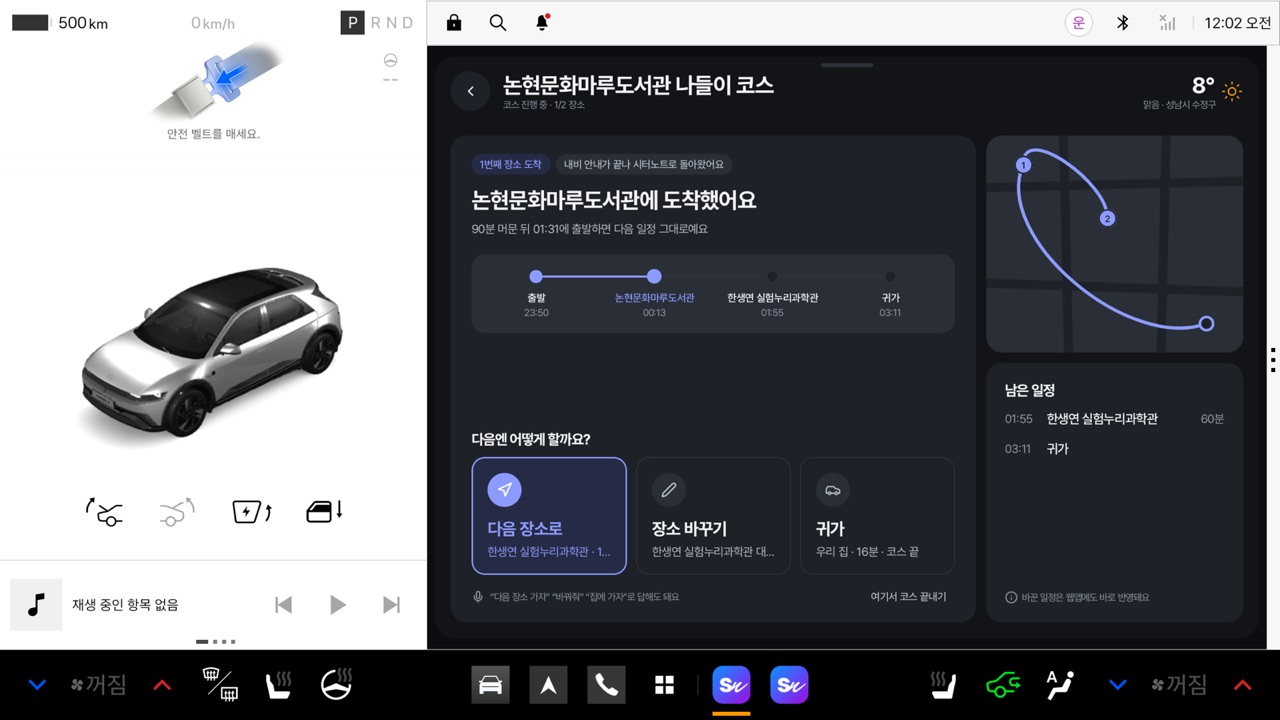 500 km
0 km/h
P R N D
운
12:02 오전
--
안전 벨트를 매세요.
논현문화마루도서관 나들이 코스
코스 진행 중 · 1/2 장소
8°
맑음 · 성남시 수정구
1번째 장소 도착
내비 안내가 끝나 시터노트로 돌아왔어요
논현문화마루도서관에 도착했어요
90분 머문 뒤 01:31에 출발하면 다음 일정 그대로예요
출발
논현문화마루도서관
한생연 실험누리과학관
귀가
23:50
00:13
01:55
03:11
1
2
남은 일정
01:55 한생연 실험누리과학관 60분
03:11 귀가
다음엔 어떻게 할까요?
다음 장소로
한생연 실험누리과학관 · 1...
장소 바꾸기
한생연 실험누리과학관 대...
귀가
우리 집 · 16분 · 코스 끝
"다음 장소 가자" "바꿔줘" "집에 가자"로 답해도 돼요
여기서 코스 끝내기
바꾼 일정은 웹앱에도 바로 반영돼요
재생 중인 항목 없음
꺼짐
Sν
Sν
A
꺼짐